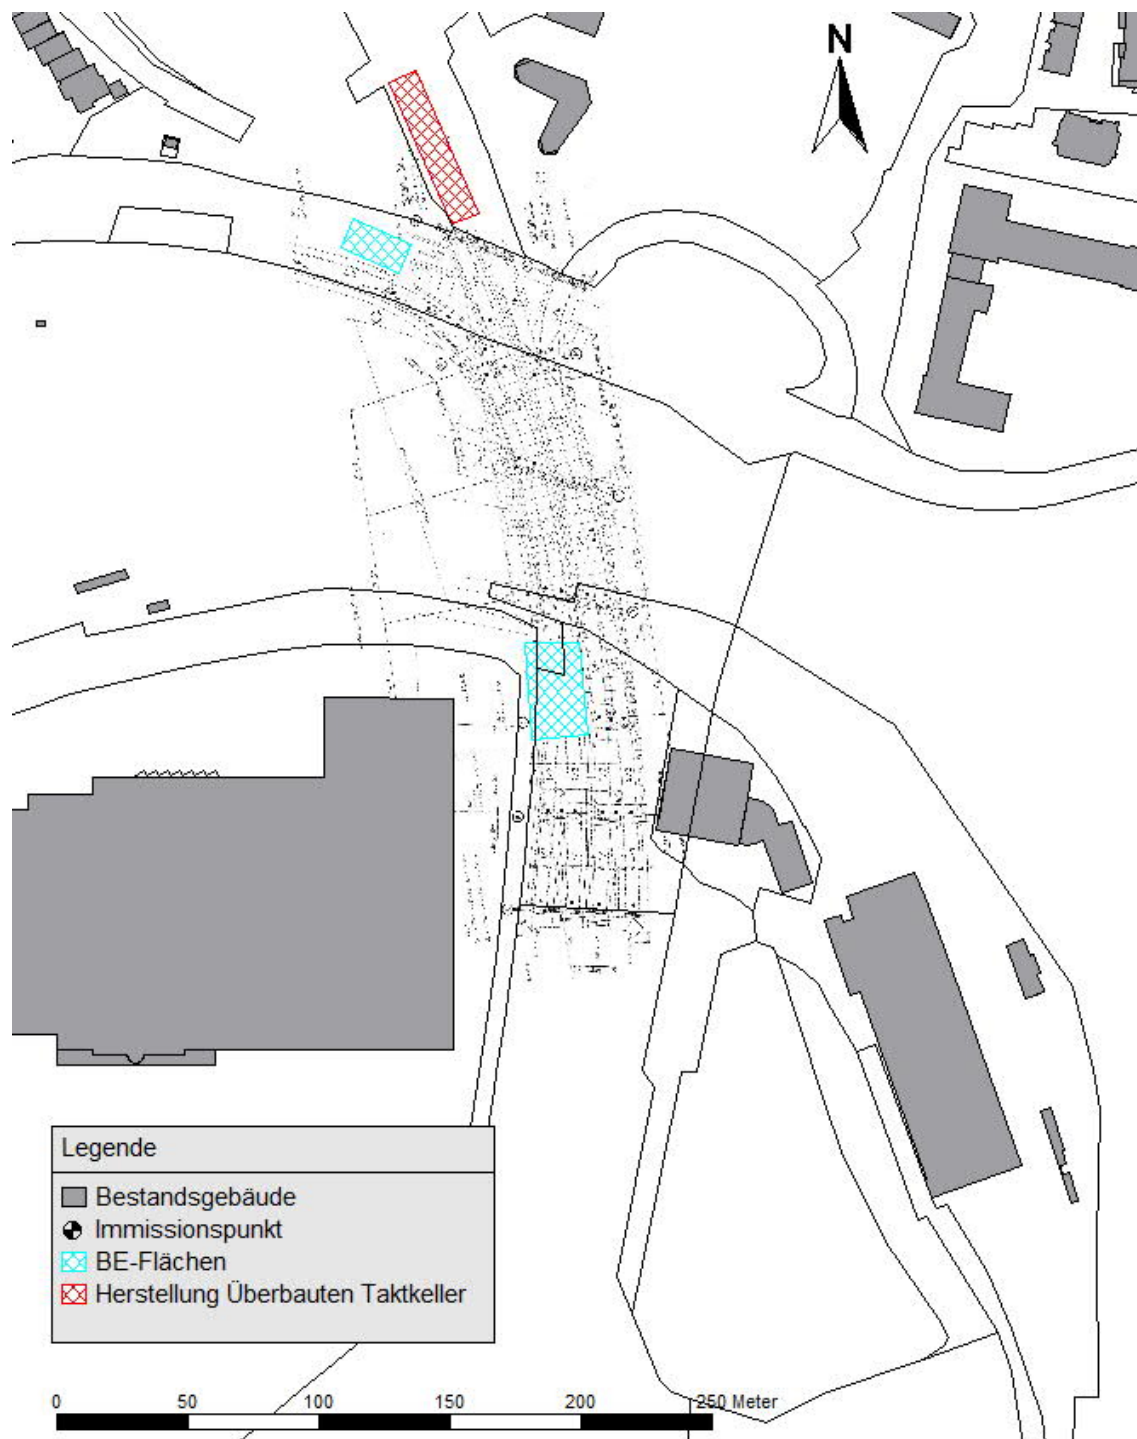 N
Legende
Bestandsgebäude
Immissionspunkt
BE-Flächen
Herstellung Überbauten Taktkeller
0 50 100 150 200 250 Meter